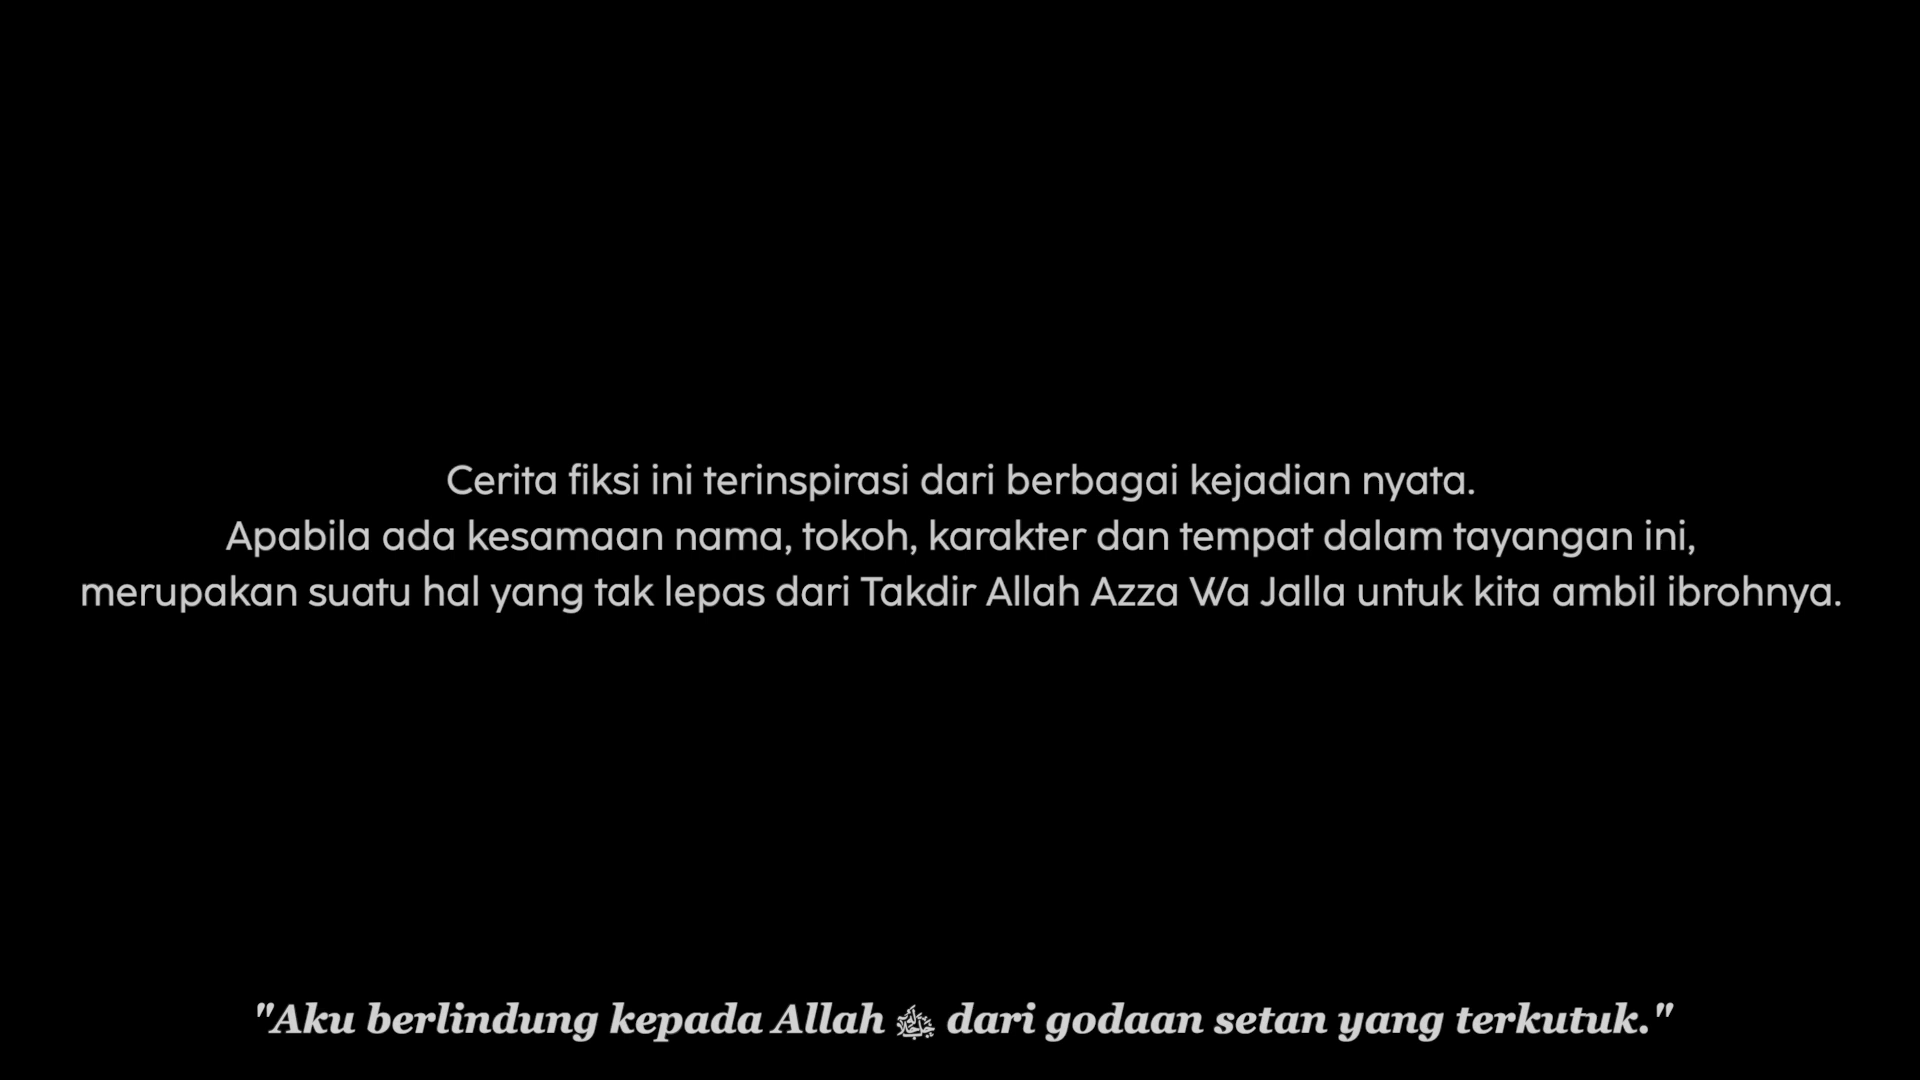 Cerita fiksi ini terinspirasi dari berbagai kejadian nyata.
Apabila ada kesamaan nama, tokoh, karakter dan tempat dalam tayangan ini,
merupakan suatu hal yang tak lepas dari Takdir Allah Azza Wa Jalla untuk kita ambil ibrohnya.
"Aku berlindung kepada Allah ﷻ dari godaan setan yang terkutuk."